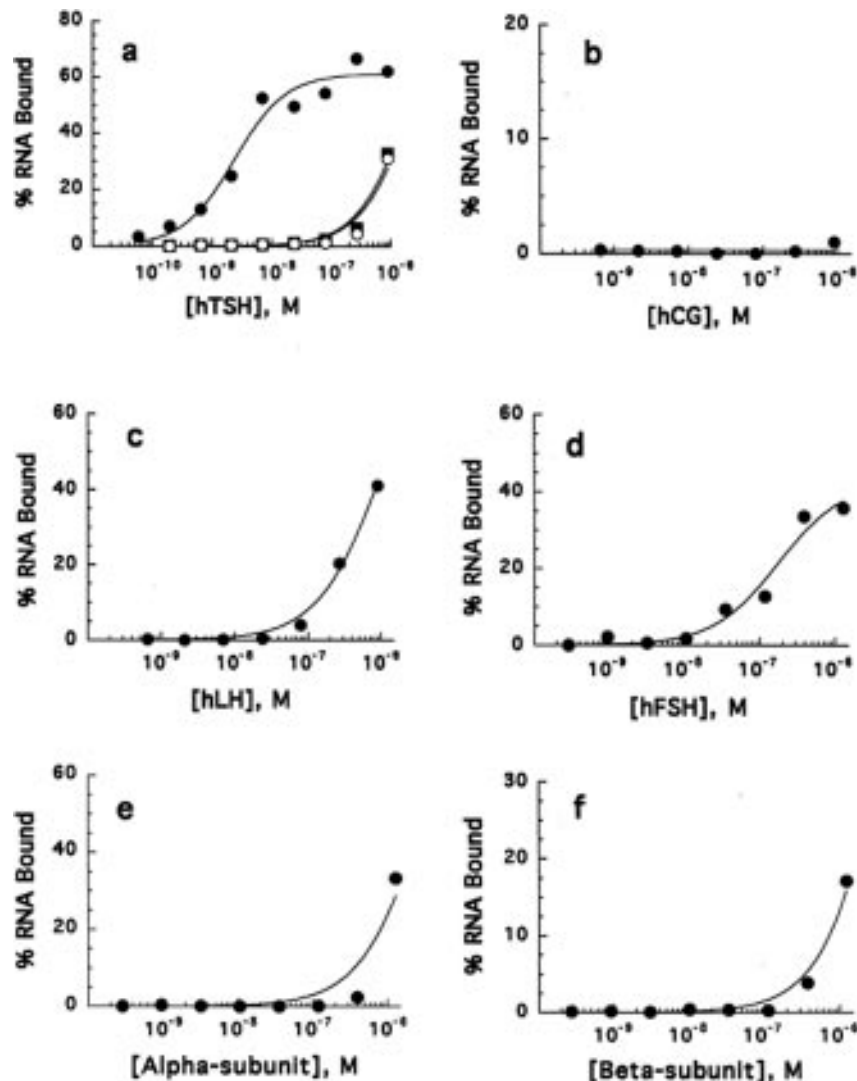 a
% RNA Bound
80
60
40
20
0
10⁻¹⁰ 10⁻⁹ 10⁻⁸ 10⁻⁷ 10⁻⁶
[hTSH], M
b
% RNA Bound
20
10
0
10⁻⁹ 10⁻⁸ 10⁻⁷ 10⁻⁶
[hCG], M
c
% RNA Bound
60
40
20
0
10⁻⁹ 10⁻⁸ 10⁻⁷ 10⁻⁶
[hLH], M
d
% RNA Bound
60
40
20
0
10⁻⁹ 10⁻⁸ 10⁻⁷ 10⁻⁶
[hFSH], M
e
% RNA Bound
60
40
20
0
10⁻⁹ 10⁻⁸ 10⁻⁷ 10⁻⁶
[Alpha-subunit], M
f
% RNA Bound
30
20
10
0
10⁻⁹ 10⁻⁸ 10⁻⁷ 10⁻⁶
[Beta-subunit], M